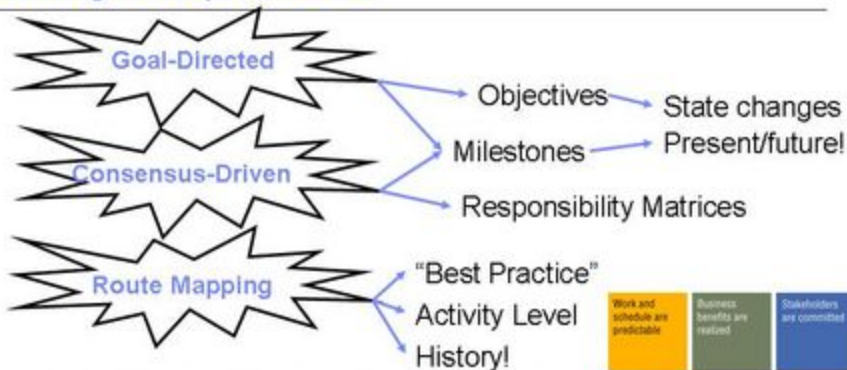 Goal-Directed
Objectives
State changes
Consensus-Driven
Milestones
Present/future!
Responsibility Matrices
Route Mapping
"Best Practice"
Activity Level
History!
Work and
schedule are
predictable
Business
benefits are
realized
Stakeholders
are committed